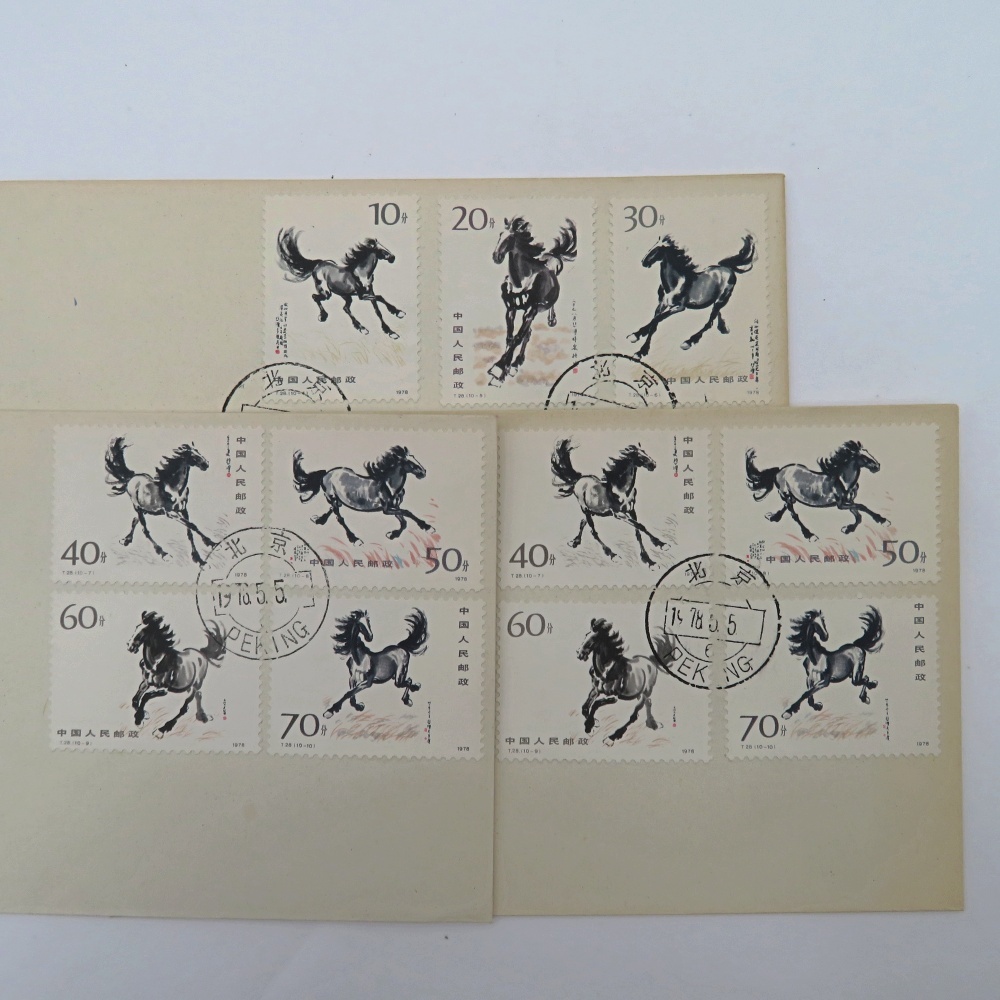 10分
中国人民邮政
1978
20分
中国人民邮政
30分
中国人民邮政
1978
北京
北京
中国人民邮政
40分
T.28 (10-7)
1978
中国人民邮政
50分
1978
北京
1978.5.5.
PEKING
60分
中国人民邮政
T.28 (10-9)
1978
中国人民邮政
70分
T.28 (10-10)
1978
中国人民邮政
40分
T.28 (10-7)
中国人民邮政
50分
1978
北京
1978.5.5.
6
PEKING
60分
中国人民邮政
T.28 (10-9)
1978
中国人民邮政
70分
T.28 (10-10)
1978